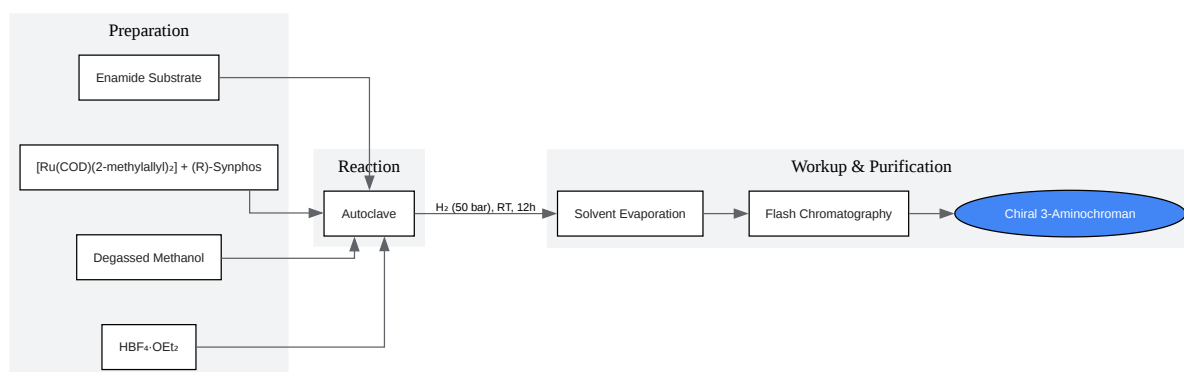 Preparation
Enamide Substrate
[Ru(COD)(2-methylallyl)₂] + (R)-Synphos
Degassed Methanol
HBF₄·OEt₂
Reaction
Autoclave
H₂ (50 bar), RT, 12h
Workup & Purification
Solvent Evaporation
Flash Chromatography
Chiral 3-Aminochroman